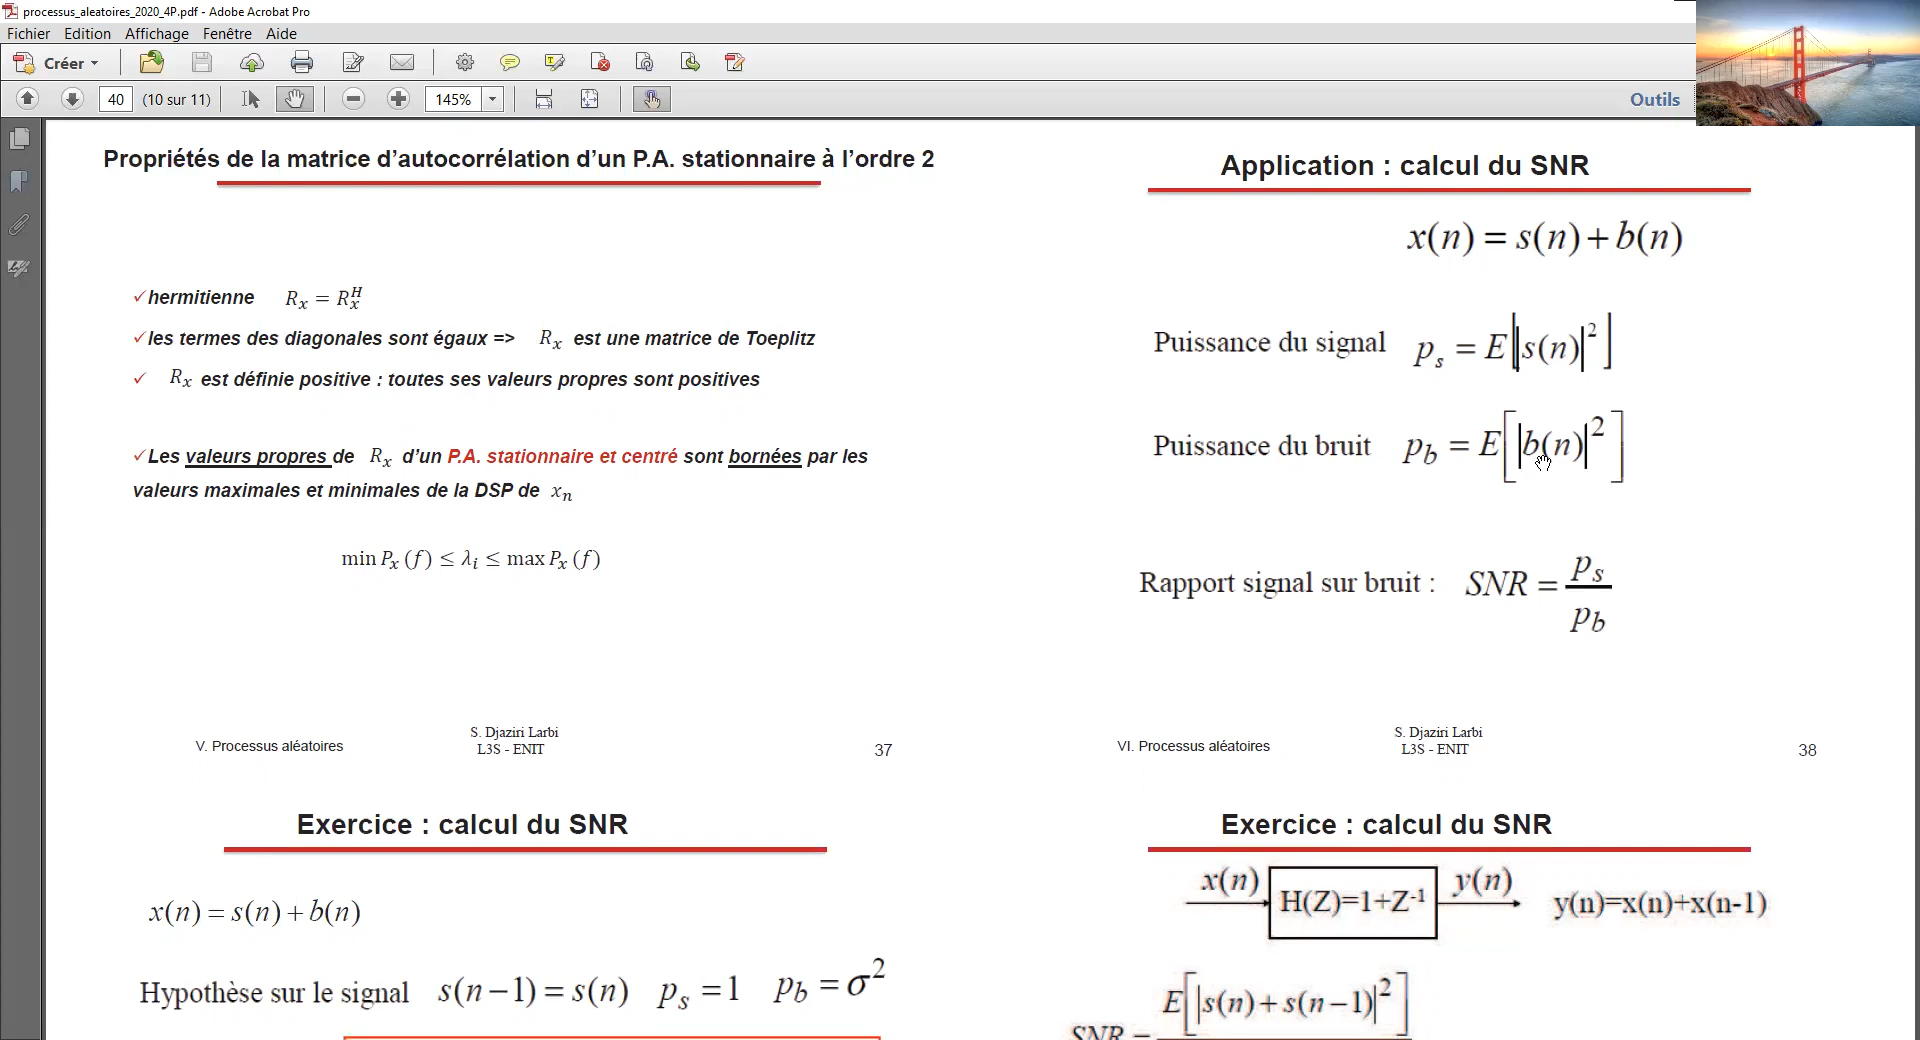 processus_aleatoires_2020_4P.pdf - Adobe Acrobat Pro
Fichier Edition Affichage Fenêtre Aide
Créer
40 (10 sur 11) 145% Outils
Propriétés de la matrice d’autocorrélation d’un P.A. stationnaire à l’ordre 2
✓hermitienne R_x = R_x^H
✓les termes des diagonales sont égaux => R_x est une matrice de Toeplitz
✓ R_x est définie positive : toutes ses valeurs propres sont positives
✓Les valeurs propres de R_x d’un P.A. stationnaire et centré sont bornées par les
valeurs maximales et minimales de la DSP de x_n
min P_x (f) ≤ λ_i ≤ max P_x (f)
V. Processus aléatoires
S. Djaziri Larbi
L3S - ENIT
37
Application : calcul du SNR
x(n) = s(n) + b(n)
Puissance du signal p_s = E[|s(n)|^2]
Puissance du bruit p_b = E[|b(n)|^2]
Rapport signal sur bruit : SNR = p_s / p_b
VI. Processus aléatoires
S. Djaziri Larbi
L3S - ENIT
38
Exercice : calcul du SNR
x(n) = s(n) + b(n)
Hypothèse sur le signal s(n−1) = s(n) p_s = 1 p_b = σ^2
Exercice : calcul du SNR
x(n) H(Z)=1+Z^-1 y(n) y(n)=x(n)+x(n-1)
E[|s(n) + s(n−1)|^2]
SNR =